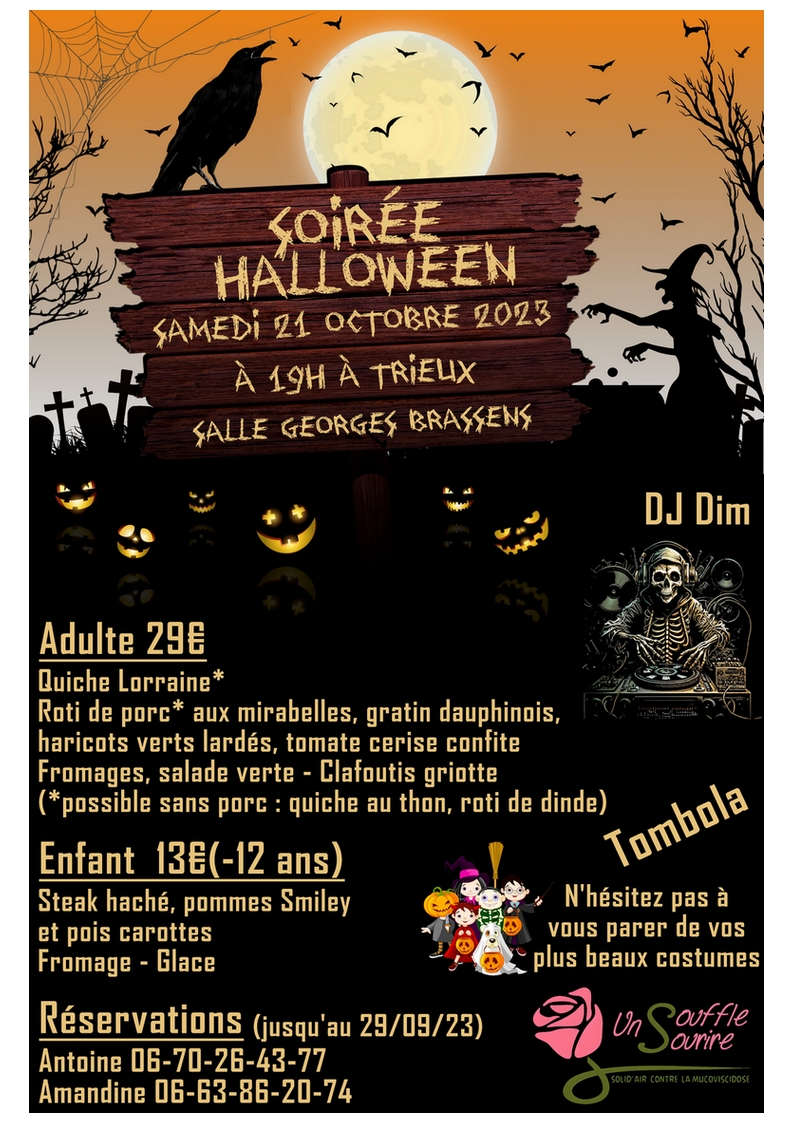 SOIRÉE
HALLOWEEN
SAMEDI 21 OCTOBRE 2023
À 19H À TRIEUX
SALLE GEORGES BRASSENS
DJ Dim
Adulte 29€
Quiche Lorraine*
Roti de porc* aux mirabelles, gratin dauphinois,
haricots verts lardés, tomate cerise confite
Fromages, salade verte - Clafoutis griotte
(*possible sans porc : quiche au thon, roti de dinde)
Tombola
Enfant 13€(-12 ans)
Steak haché, pommes Smiley
et pois carottes
Fromage - Glace
N'hésitez pas à
vous parer de vos
plus beaux costumes
Réservations (jusqu'au 29/09/23)
Antoine 06-70-26-43-77
Amandine 06-63-86-20-74
Un Souffle
Sourire
SOLID'AIR CONTRE LA MUCOVISCIDOSE